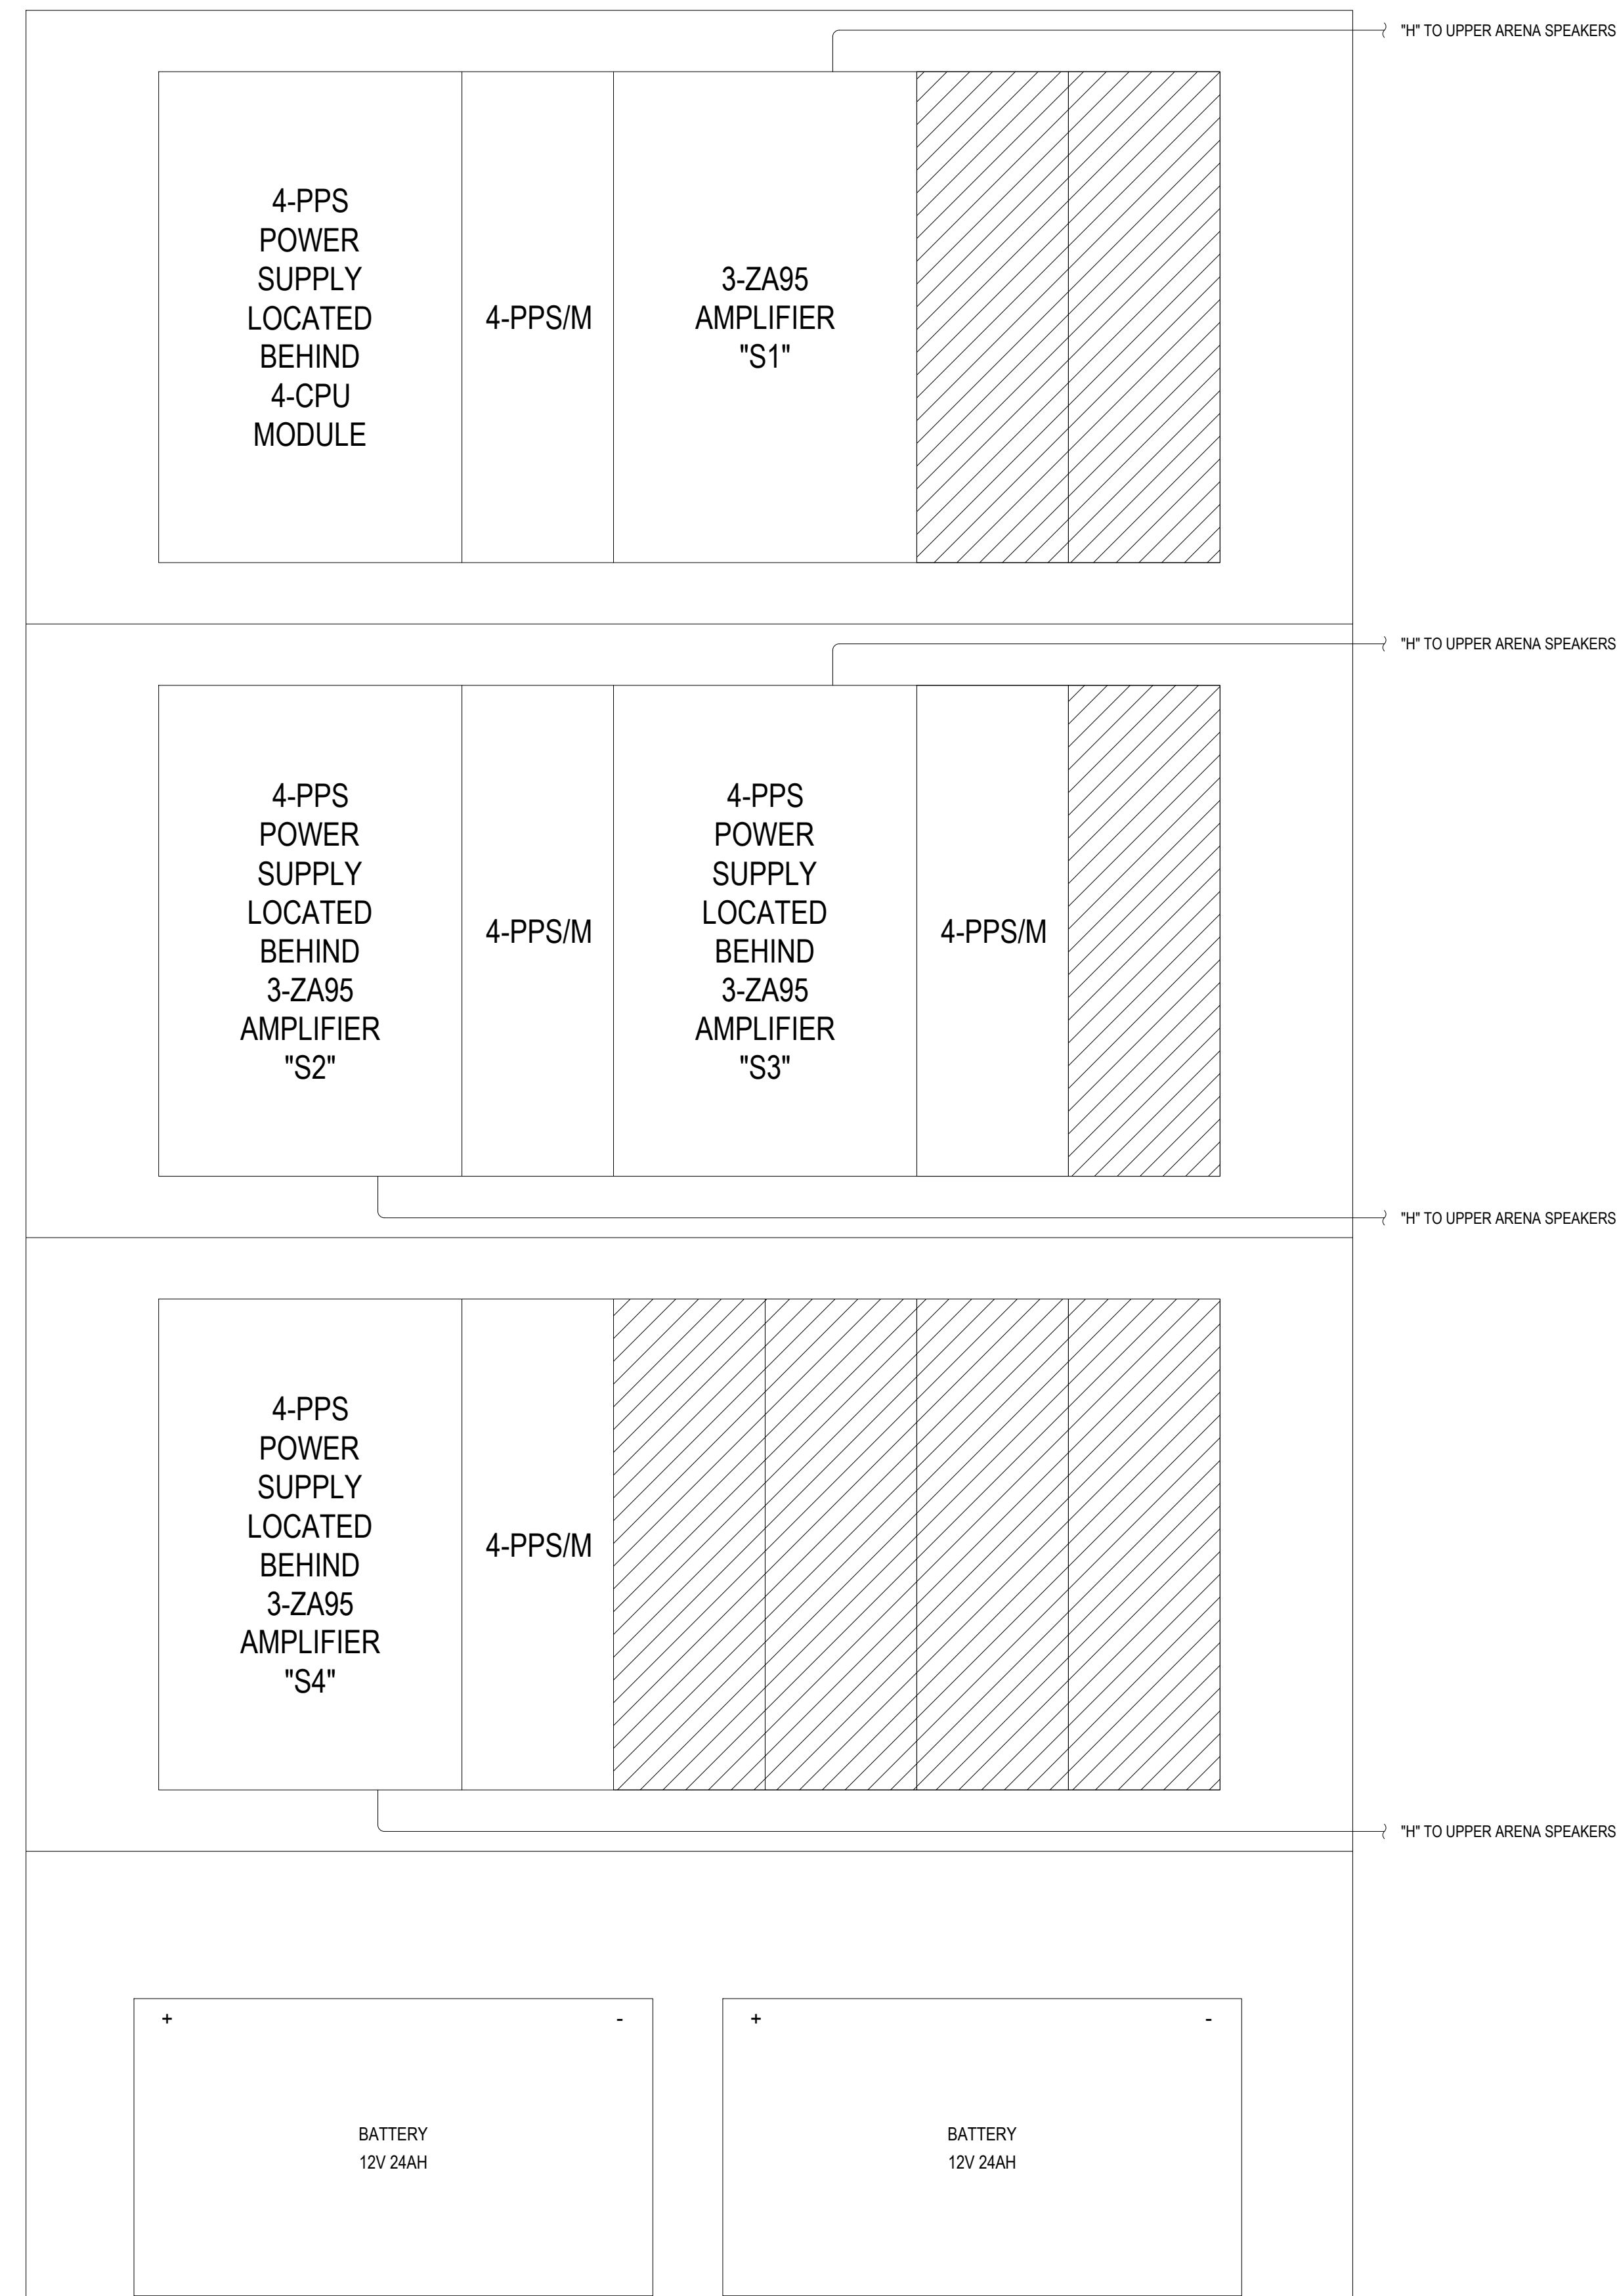 "H" TO UPPER ARENA SPEAKERS
4-PPS
POWER
SUPPLY
LOCATED
BEHIND
4-CPU
MODULE
4-PPS/M
3-ZA95
AMPLIFIER
"S1"
"H" TO UPPER ARENA SPEAKERS
4-PPS
POWER
SUPPLY
LOCATED
BEHIND
3-ZA95
AMPLIFIER
"S2"
4-PPS/M
4-PPS
POWER
SUPPLY
LOCATED
BEHIND
3-ZA95
AMPLIFIER
"S3"
4-PPS/M
"H" TO UPPER ARENA SPEAKERS
4-PPS
POWER
SUPPLY
LOCATED
BEHIND
3-ZA95
AMPLIFIER
"S4"
4-PPS/M
"H" TO UPPER ARENA SPEAKERS
+ -
BATTERY
12V 24AH
+ -
BATTERY
12V 24AH